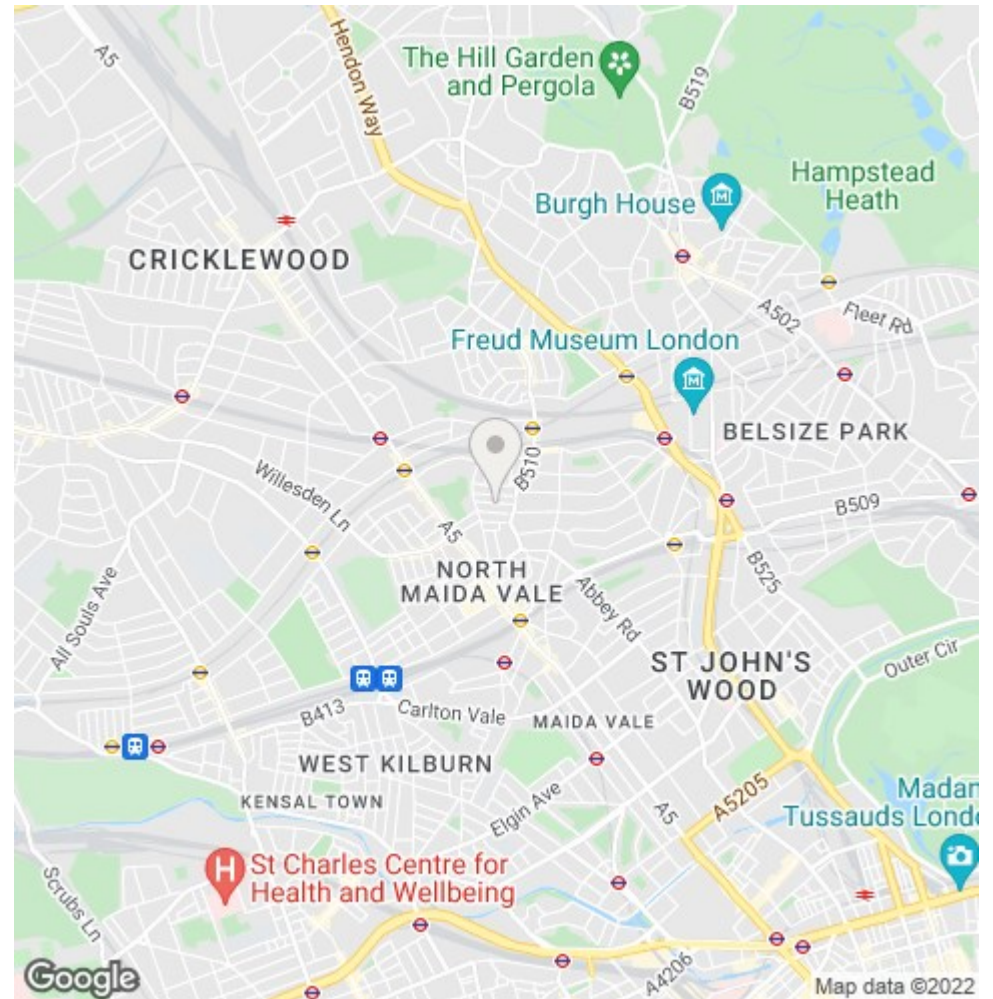 A5
Hendon Way
The Hill Garden
and Pergola
B519
Hampstead
Heath
Burgh House
M
CRICKLEWOOD
A502
Fleet Rd
Freud Museum London
M
BELSIZE PARK
B510
Willesden Ln
B509
A5
NORTH
MAIDA VALE
B525
Abbey Rd
All Souls Ave
Outer Cir
ST JOHN'S
WOOD
B413
Carlton Vale
MAIDA VALE
WEST KILBURN
A5205
KENSAL TOWN
Elgin Ave
A5
Madan
Tussauds Londo
H
St Charles Centre for
Health and Wellbeing
Scrubs Ln
A4206
Google
Map data ©2022